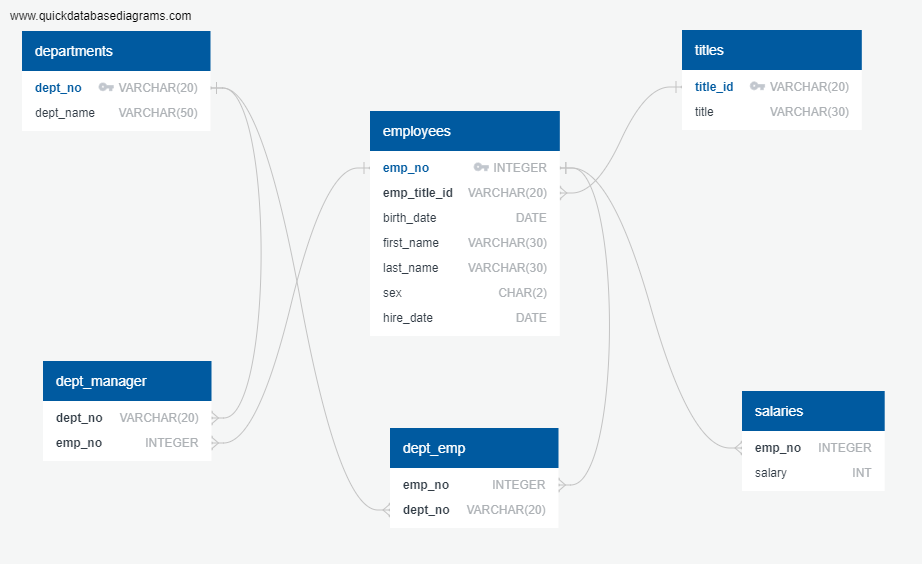 www.quickdatabasediagrams.com
departments
dept_no VARCHAR(20)
dept_name VARCHAR(50)
titles
title_id VARCHAR(20)
title VARCHAR(30)
employees
emp_no INTEGER
emp_title_id VARCHAR(20)
birth_date DATE
first_name VARCHAR(30)
last_name VARCHAR(30)
sex CHAR(2)
hire_date DATE
dept_manager
dept_no VARCHAR(20)
emp_no INTEGER
dept_emp
emp_no INTEGER
dept_no VARCHAR(20)
salaries
emp_no INTEGER
salary INT